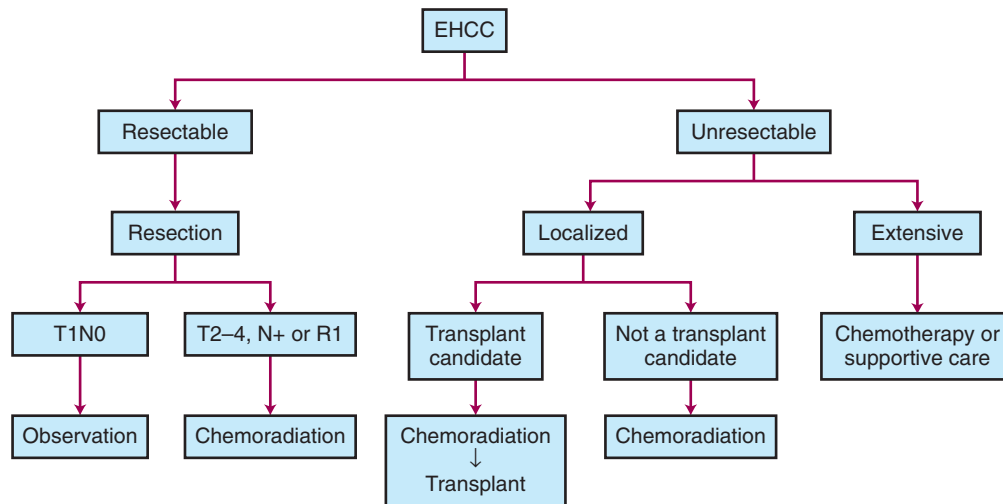 EHCC
Resectable
Unresectable
Resection
Localized
Extensive
T1N0
T2–4, N+ or R1
Transplant
candidate
Not a transplant
candidate
Chemotherapy or
supportive care
Observation
Chemoradiation
Chemoradiation
↓
Transplant
Chemoradiation